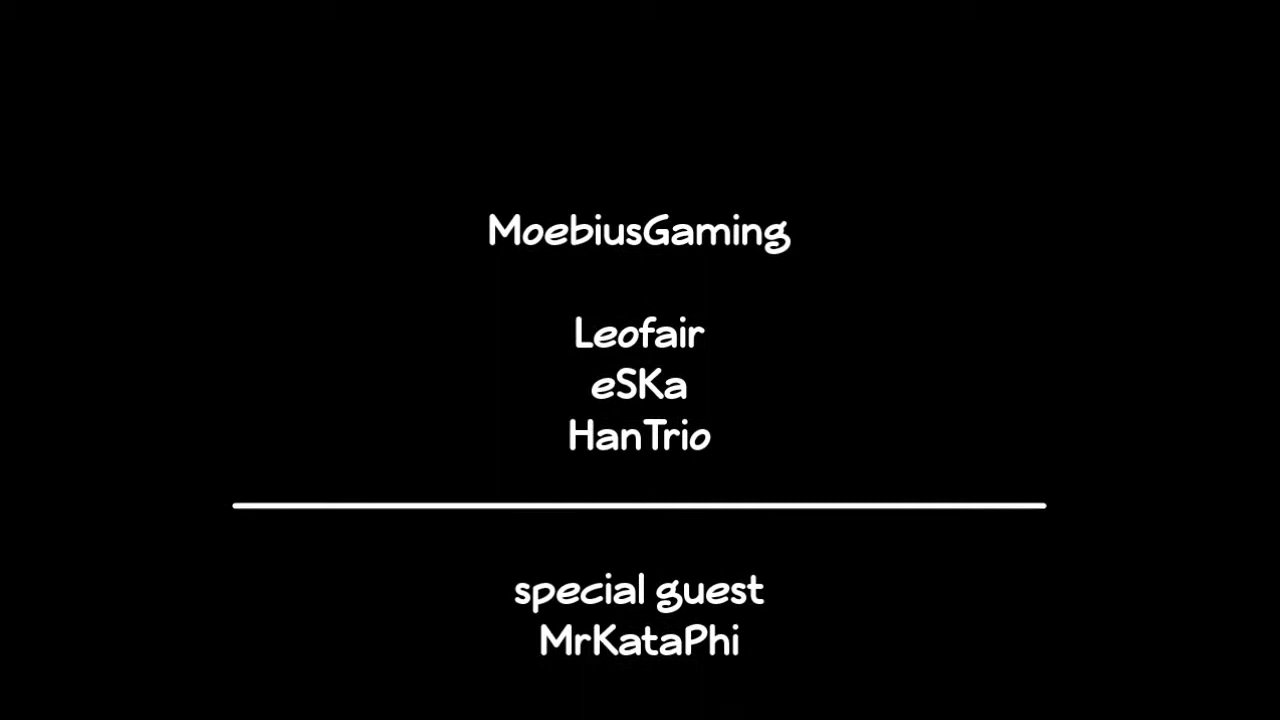 MoebiusGaming
Leofair
eSKa
HanTrio
special guest
MrKataPhi